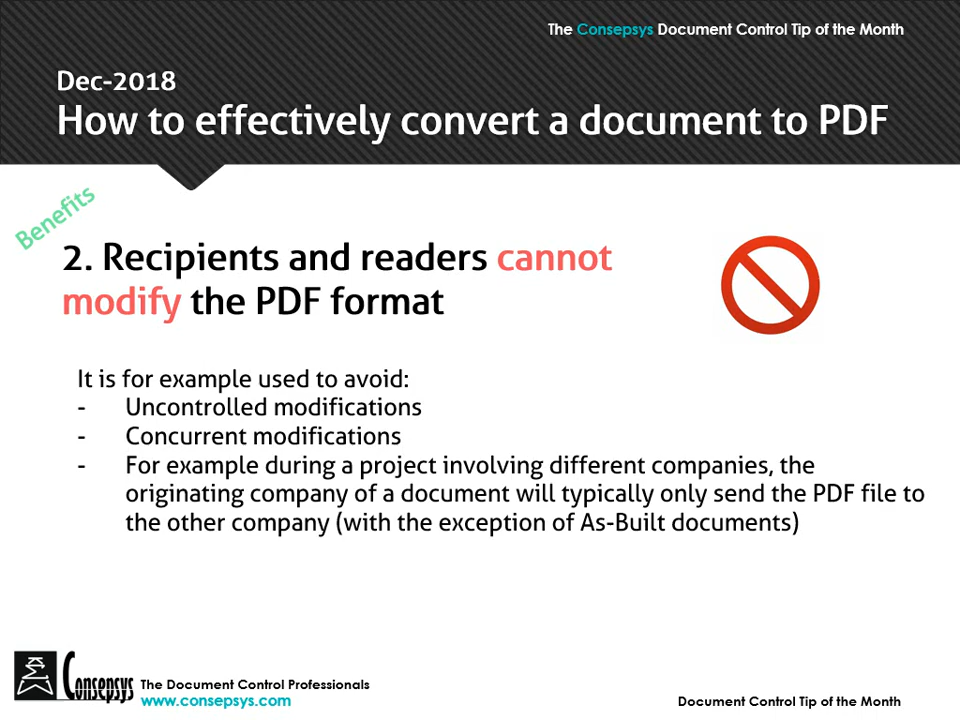 The Consepsys Document Control Tip of the Month
Dec-2018
How to effectively convert a document to PDF
Benefits
2. Recipients and readers cannot
modify the PDF format
It is for example used to avoid:
- Uncontrolled modifications
- Concurrent modifications
- For example during a project involving different companies, the
originating company of a document will typically only send the PDF file to
the other company (with the exception of As-Built documents)
Consepsys
The Document Control Professionals
www.consepsys.com
Document Control Tip of the Month